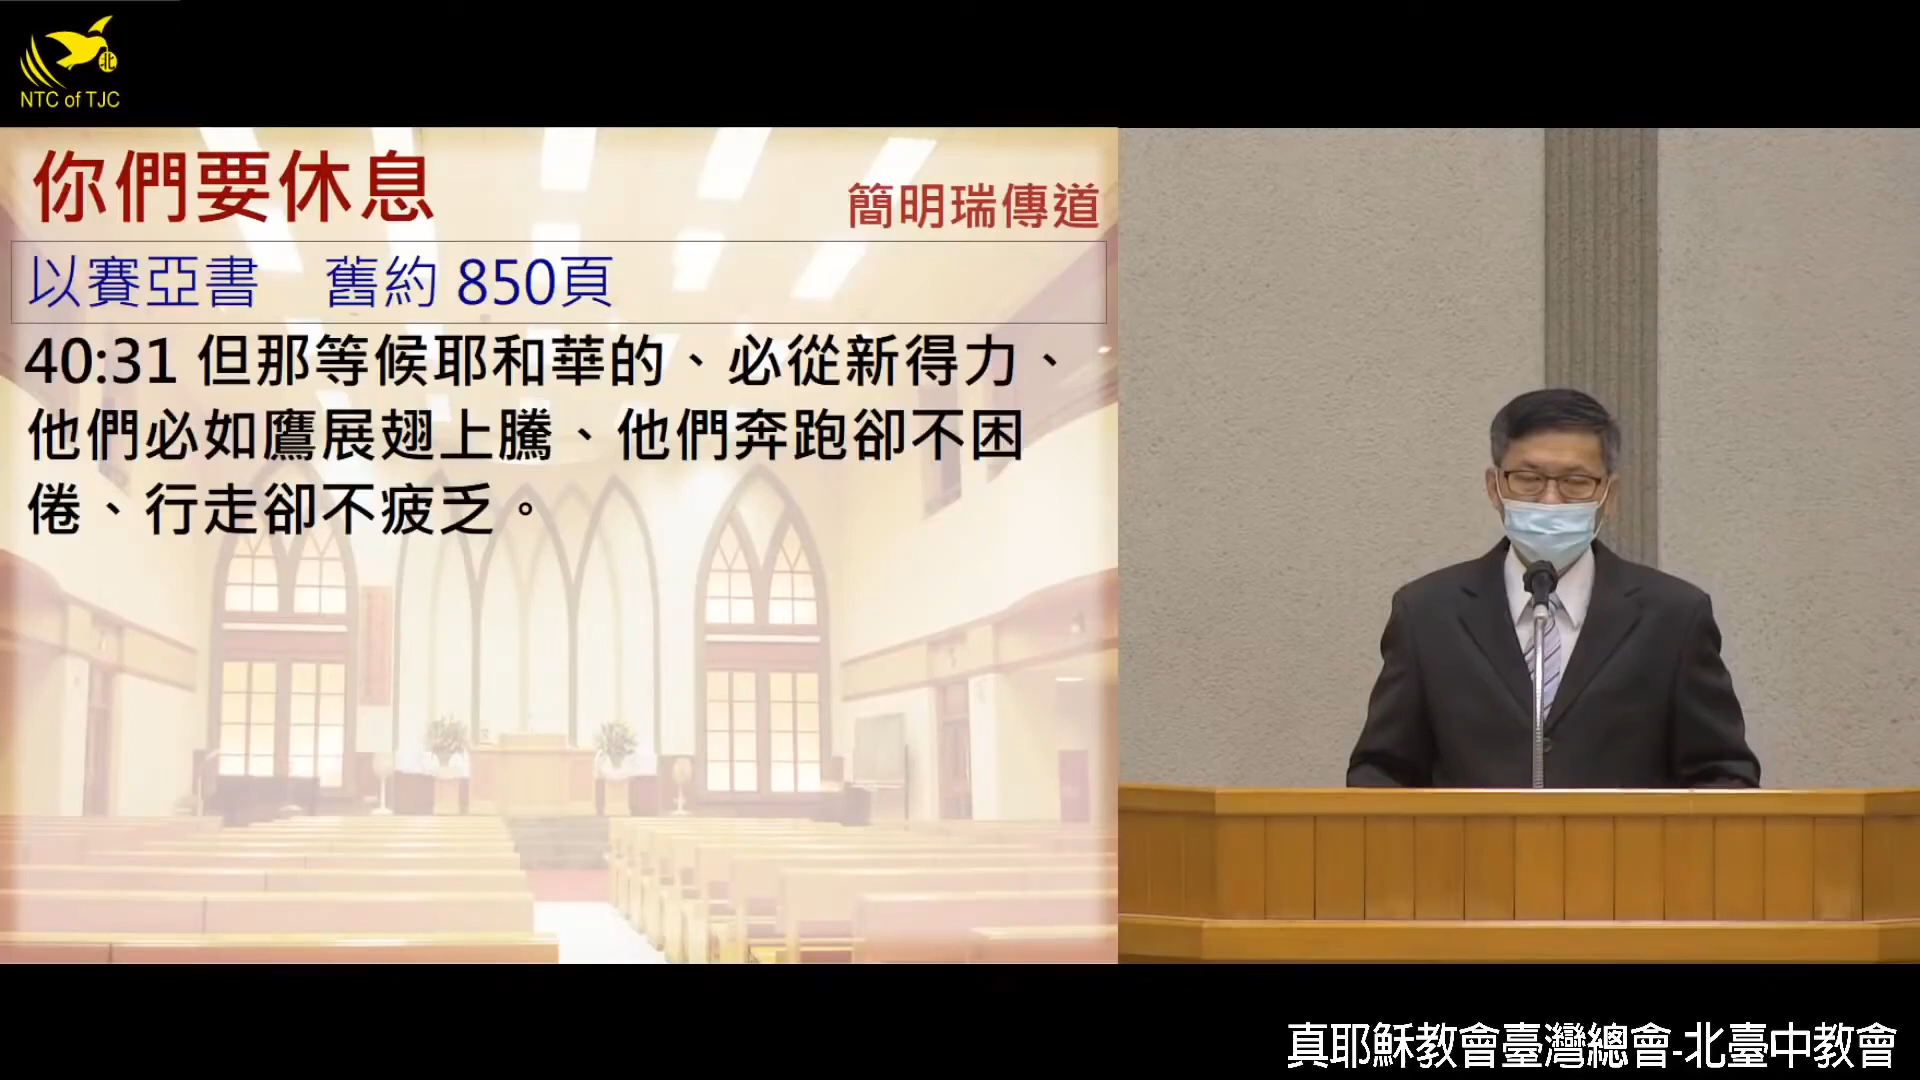 北
NTC of TJC
你們要休息
簡明瑞傳道
以賽亞書 舊約 850頁
40:31 但那等候耶和華的、必從新得力、
他們必如鷹展翅上騰、他們奔跑卻不困
倦、行走卻不疲乏。
真耶穌教會臺灣總會-北臺中教會